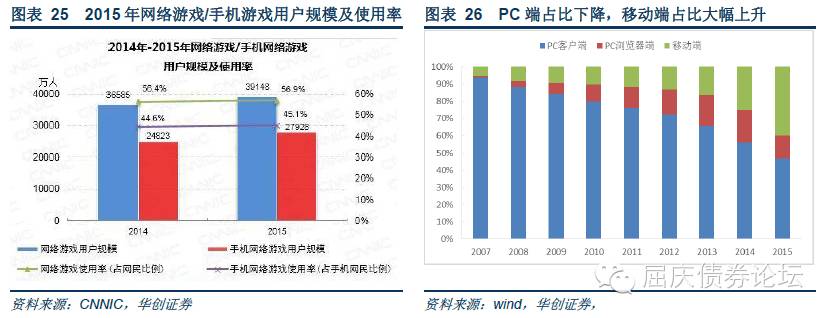 图表 25 2015 年网络游戏/手机游戏用户规模及使用率
2014年-2015年网络游戏/手机网络游戏
用户规模及使用率
万人
40000
30000
20000
10000
0
60%
50%
40%
30%
20%
10%
0%
36585
56.4%
39148
56.9%
44.6%
24823
45.1%
27928
2014
2015
网络游戏用户规模
手机网络游戏用户规模
网络游戏使用率(占网民比例)
手机网络游戏使用率(占手机网民比例)
CNNIC
资料来源：CNNIC，华创证券
图表 26 PC 端占比下降，移动端占比大幅上升
PC客户端
PC浏览器端
移动端
100%
90%
80%
70%
60%
50%
40%
30%
20%
10%
0%
2007
2008
2009
2010
2011
2012
2013
2014
2015
屈庆债券论坛
资料来源：wind，华创证券，